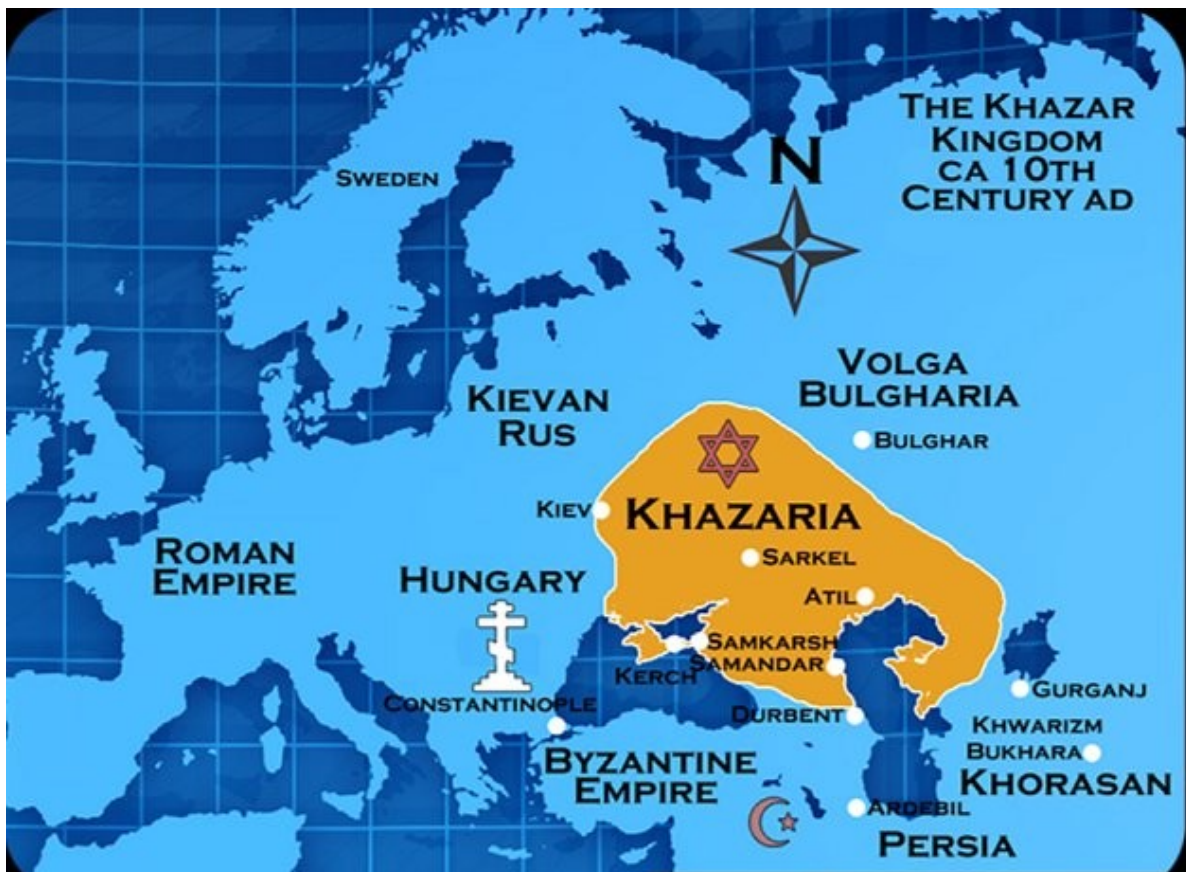 THE KHAZAR
KINGDOM
CA 10TH
CENTURY AD
N
SWEDEN
VOLGA
BULGHARIA
KIEVAN
RUS
BULGHAR
KIEV
KHAZARIA
ROMAN
EMPIRE
SARKEL
HUNGARY
ATIL
SAMKARSH
SAMANDAR
KERCH
GURGANJ
CONSTANTINOPLE
DURBENT
KHWARIZM
BUKHARA
BYZANTINE
EMPIRE
KHORASAN
ARDEBIL
PERSIA